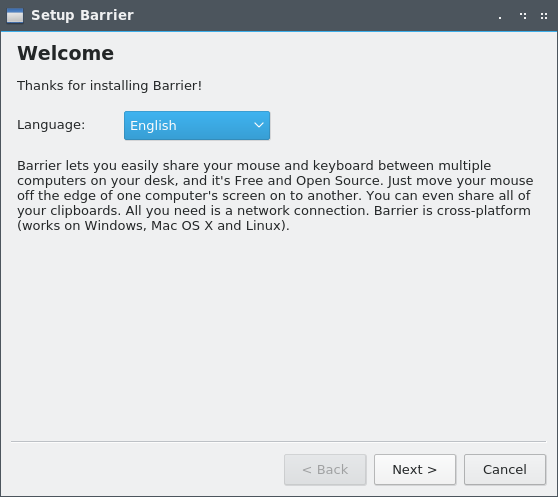 Setup Barrier
Welcome
Thanks for installing Barrier!
Language: English
Barrier lets you easily share your mouse and keyboard between multiple
computers on your desk, and it's Free and Open Source. Just move your mouse
off the edge of one computer's screen on to another. You can even share all of
your clipboards. All you need is a network connection. Barrier is cross-platform
(works on Windows, Mac OS X and Linux).
< Back Next > Cancel